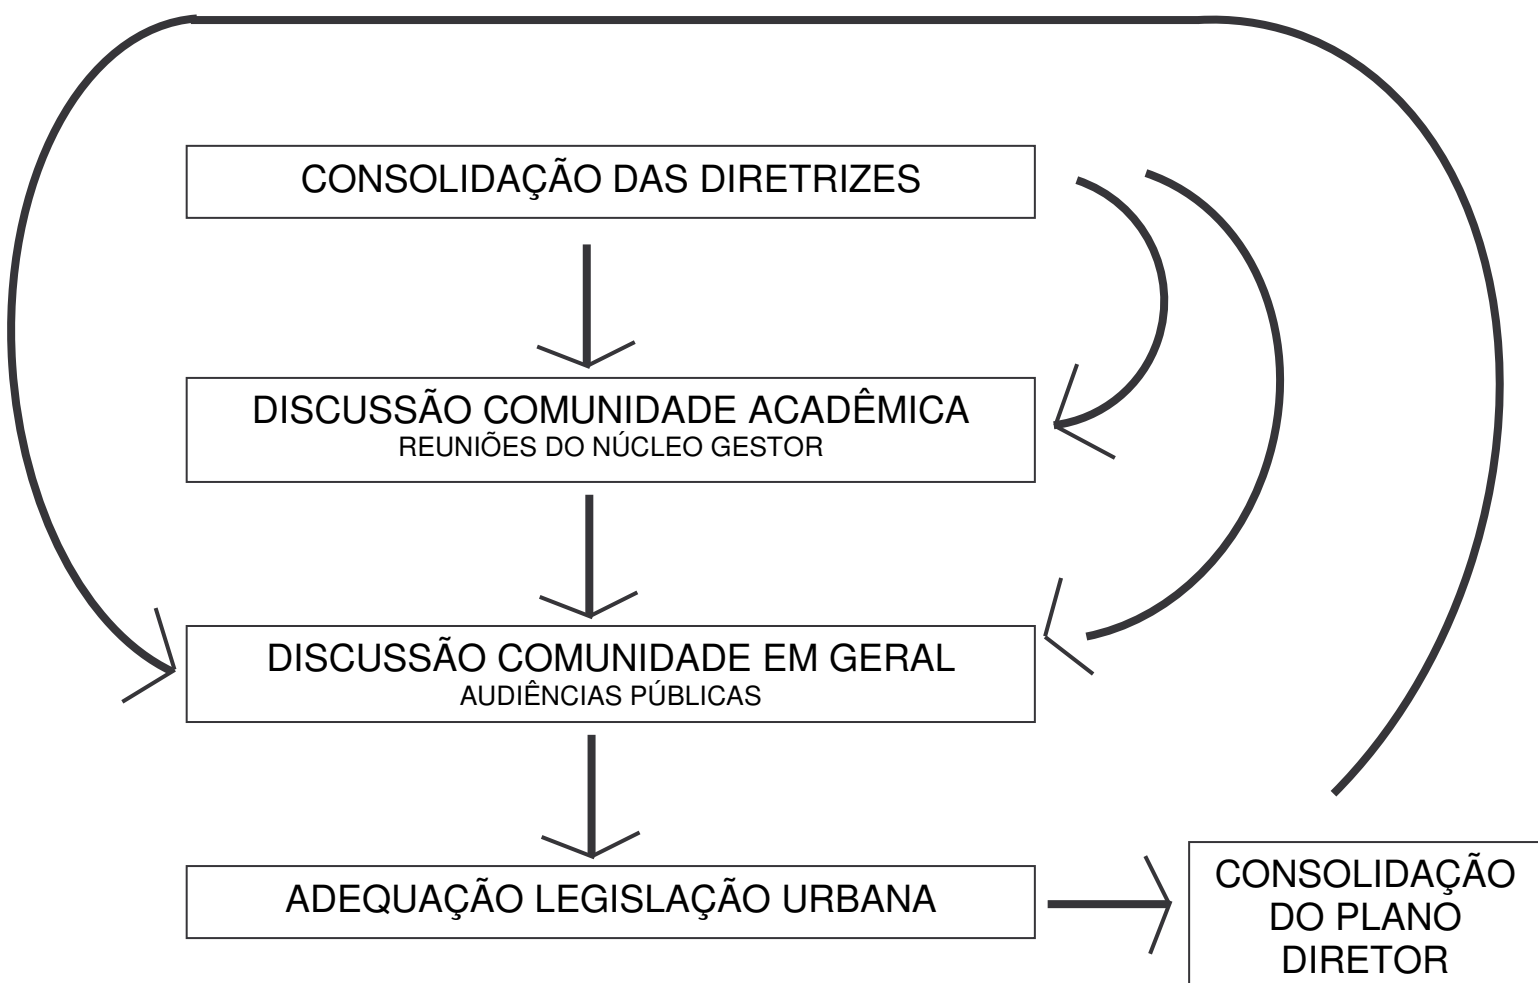 CONSOLIDAÇÃO DAS DIRETRIZES
DISCUSSÃO COMUNIDADE ACADÊMICA
REUNIÕES DO NÚCLEO GESTOR
DISCUSSÃO COMUNIDADE EM GERAL
AUDIÊNCIAS PÚBLICAS
ADEQUAÇÃO LEGISLAÇÃO URBANA
CONSOLIDAÇÃO
DO PLANO
DIRETOR